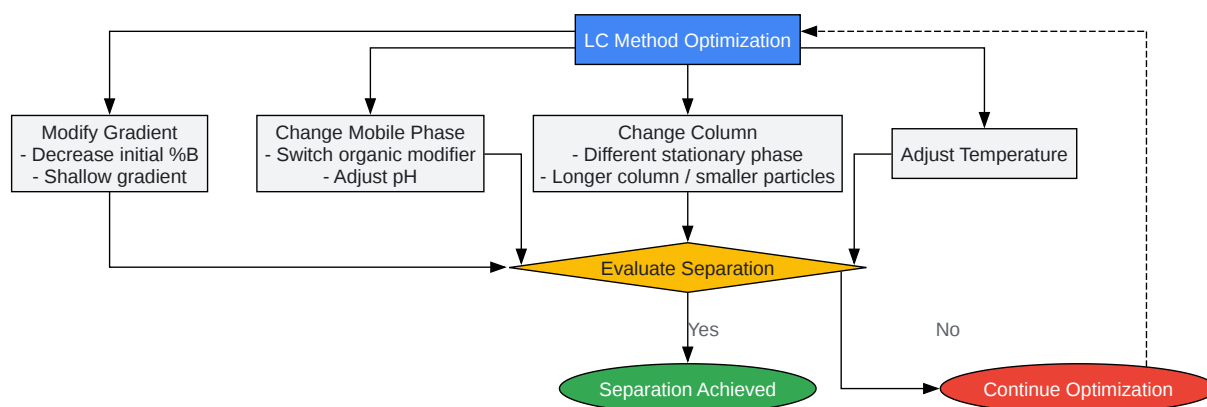 LC Method Optimization
Modify Gradient
- Decrease initial %B
- Shallow gradient
Change Mobile Phase
- Switch organic modifier
- Adjust pH
Change Column
- Different stationary phase
- Longer column / smaller particles
Adjust Temperature
Evaluate Separation
Yes
No
Separation Achieved
Continue Optimization